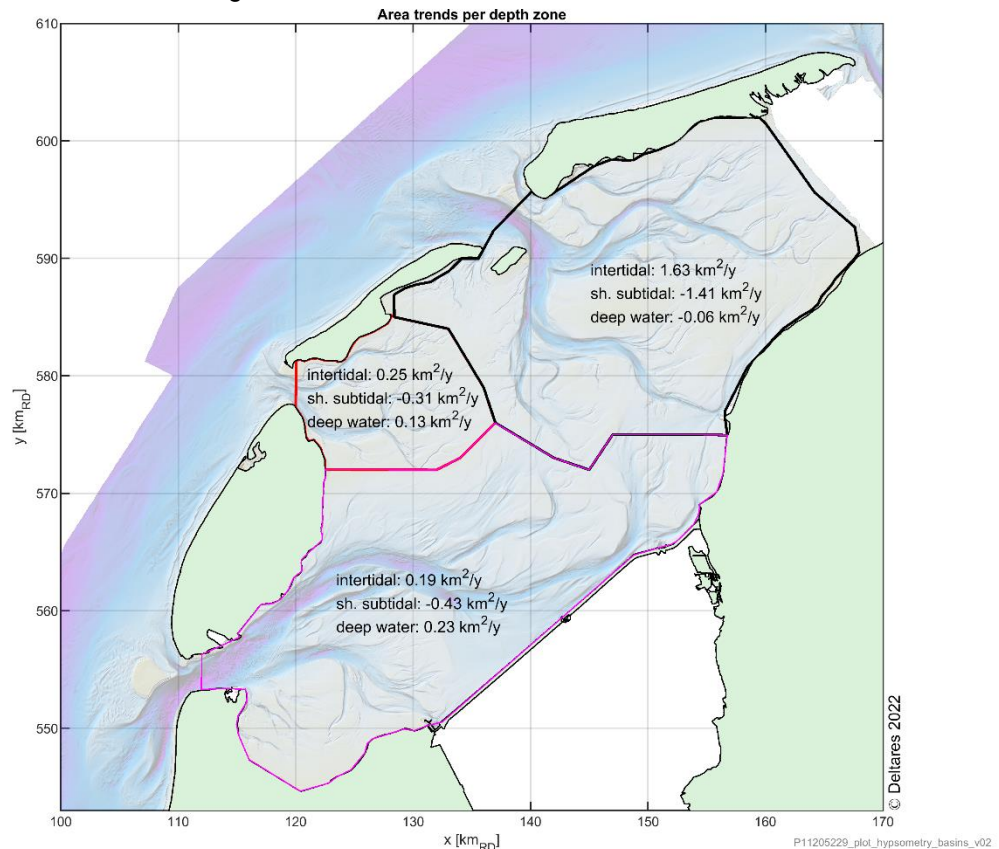 Area trends per depth zone
610
600
590
580
570
560
550
y [km_RD]
intertidal: 1.63 km²/y
sh. subtidal: -1.41 km²/y
deep water: -0.06 km²/y
intertidal: 0.25 km²/y
sh. subtidal: -0.31 km²/y
deep water: 0.13 km²/y
intertidal: 0.19 km²/y
sh. subtidal: -0.43 km²/y
deep water: 0.23 km²/y
© Deltares 2022
100 110 120 130 140 150 160 170
x [km_RD]
P11205229_plot_hypsometry_basins_v02